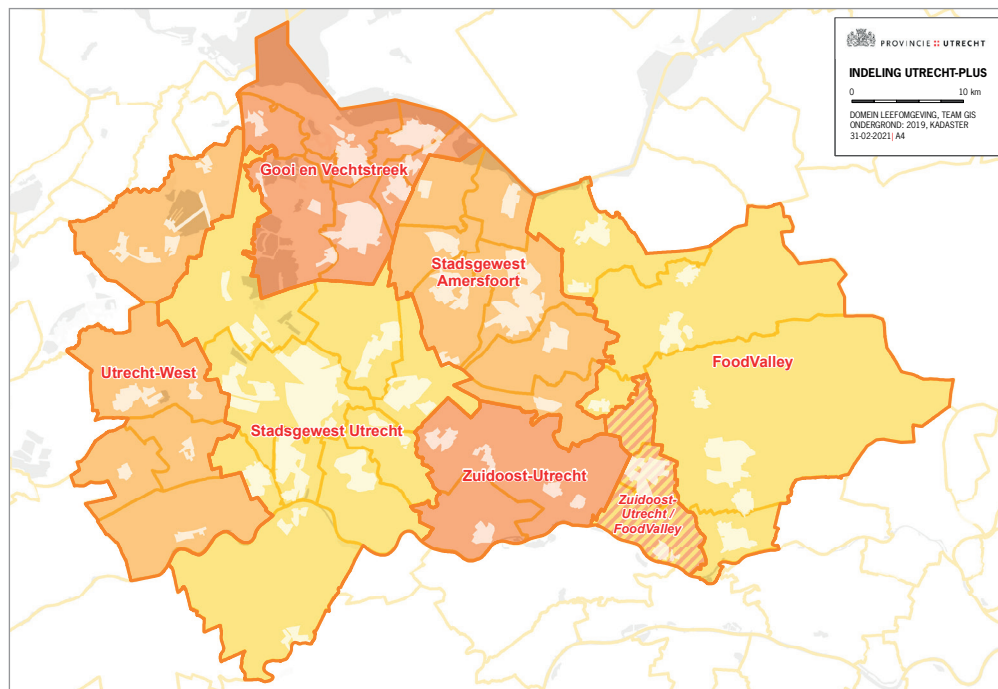 PROVINCIE :: UTRECHT
INDELING UTRECHT-PLUS
0 10 km
DOMEIN LEEFOMGEVING, TEAM GIS
ONDERGROND: 2019, KADASTER
31-02-2021| A4
Gooi en Vechtstreek
Stadsgewest
Amersfoort
FoodValley
Utrecht-West
Stadsgewest Utrecht
Zuidoost-Utrecht
Zuidoost-
Utrecht /
FoodValley